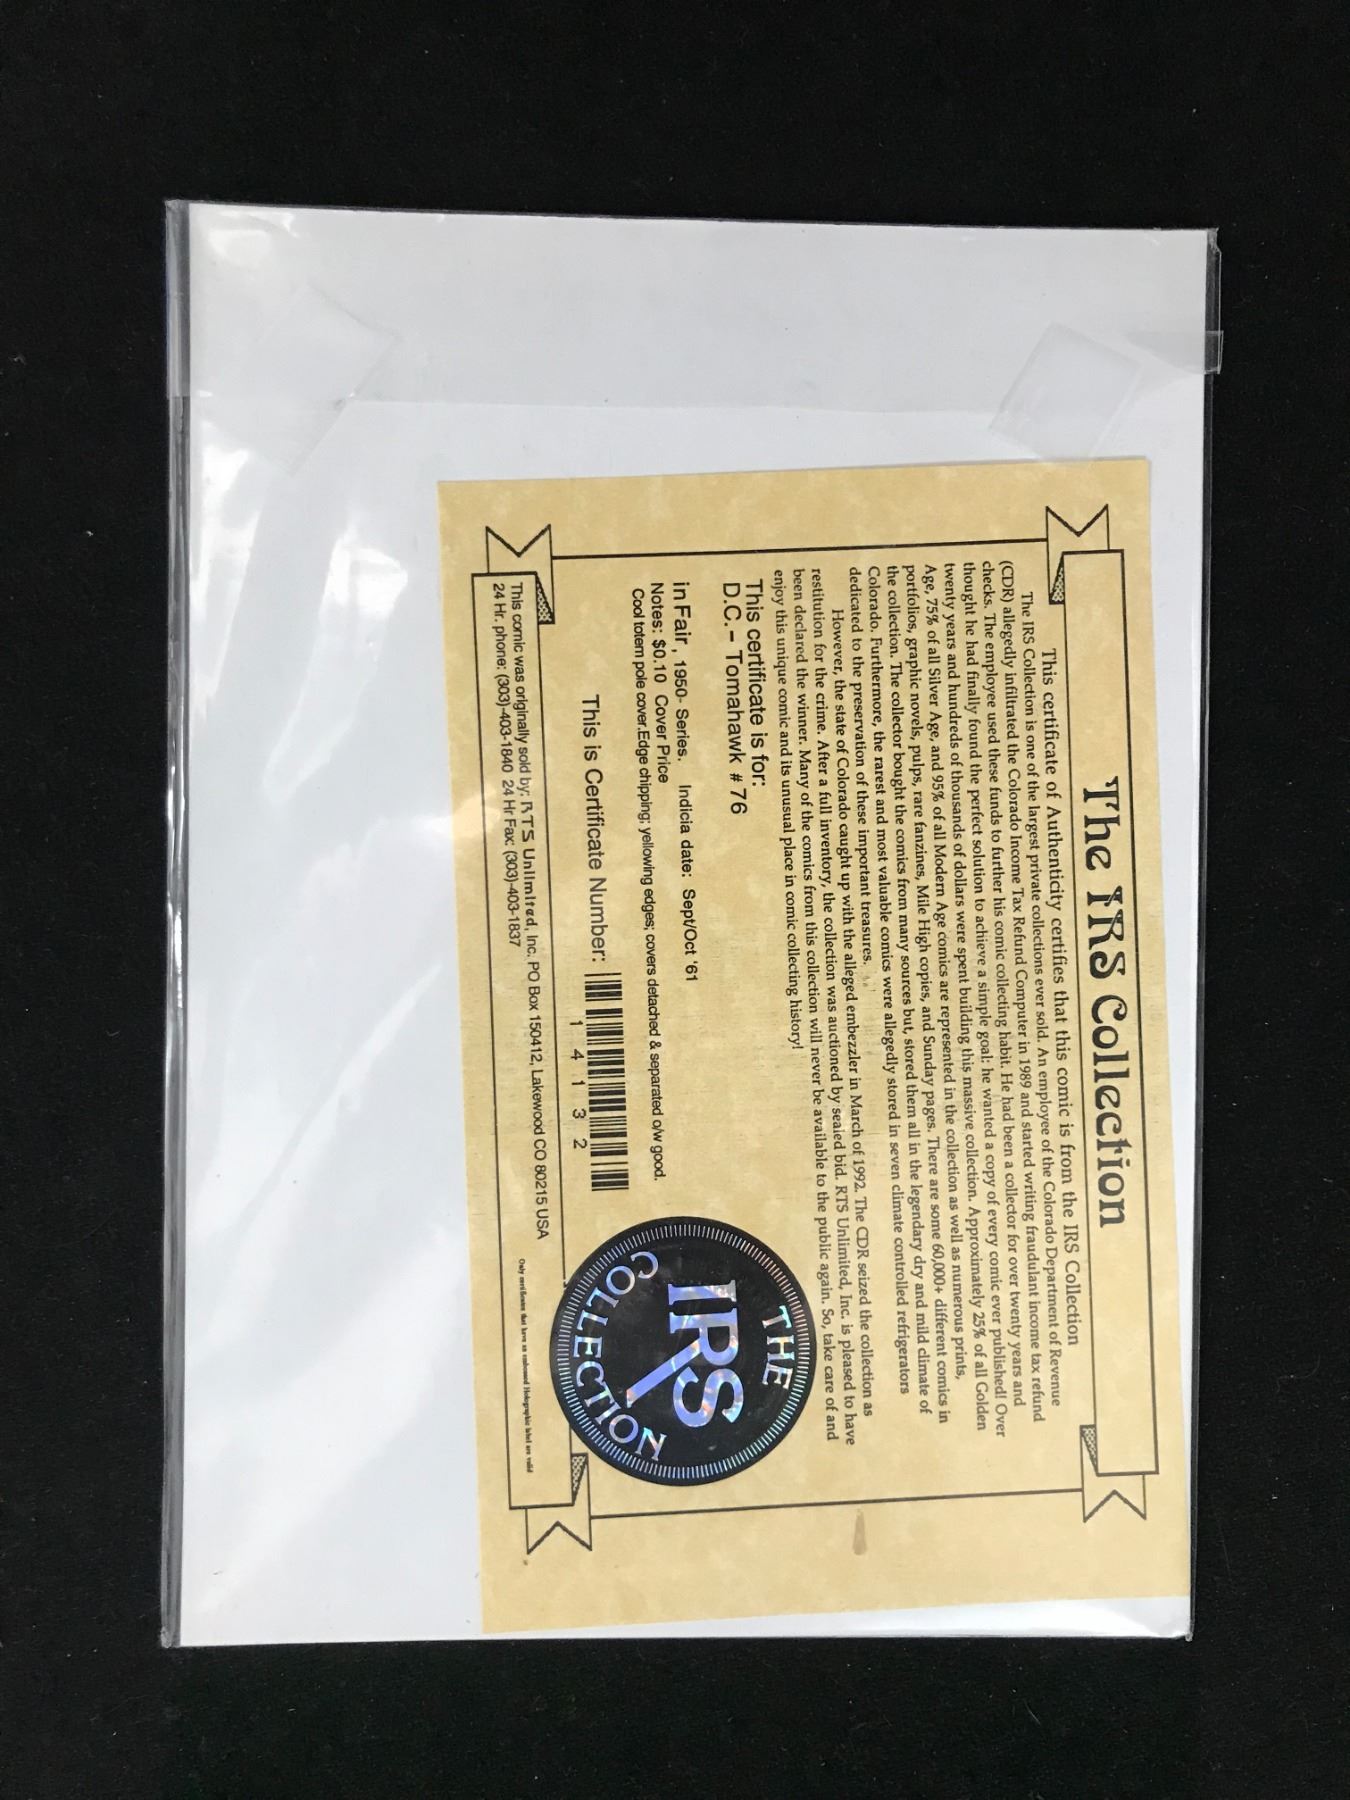 The IRS Collection
This certificate of Authenticity certifies that this comic is from the IRS Collection
The IRS Collection is one of the largest private collections ever sold. An employee of the Colorado Department of Revenue
(CDR) allegedly infiltrated the Colorado Income Tax Refund Computer in 1989 and started writing fraudulant income tax refund
checks. The employee used these funds to further his comic collecting habit. He had been a collector for over twenty years and
thought he had finally found the perfect solution to achieve a simple goal: he wanted a copy of every comic ever published! Over
twenty years and hundreds of thousands of dollars were spent building this massive collection. Approximately 25% of all Golden
Age, 75% of all Silver Age, and 95% of all Modern Age comics are represented in the collection as well as numerous prints,
portfolios, graphic novels, pulps, rare fanzines, Mile High copies, and Sunday pages. There are some 60,000+ different comics in
the collection. The collector bought the comics from many sources but, stored them all in the legendary dry and mild climate of
Colorado. Furthermore, the rarest and most valuable comics were allegedly stored in seven climate controlled refrigerators
dedicated to the preservation of these important treasures.
However, the state of Colorado caught up with the alleged embezzler in March of 1992. The CDR seized the collection as
restitution for the crime. After a full inventory, the collection was auctioned by sealed bid. RTS Unlimited, Inc. is pleased to have
been declared the winner. Many of the comics from this collection will never be available to the public again. So, take care of and
enjoy this unique comic and its unusual place in comic collecting history!
This certificate is for:
D.C. - Tomahawk # 76
in Fair , 1950- Series. Indicia date: Sept/Oct '61
Notes: $0.10 Cover Price
Cool totem pole cover.Edge chipping; yellowing edges; covers detached & separated o/w good.
This is Certificate Number:
1 4 1 3 2
THE
IRS
COLLECTION
This comic was originally sold by: RTS Unlimited, Inc. PO Box 150412, Lakewood CO 80215 USA
24 Hr. phone: (303)-403-1840 24 Hr Fax: (303)-403-1837
Only certificates that have an embossed Holographic label are valid